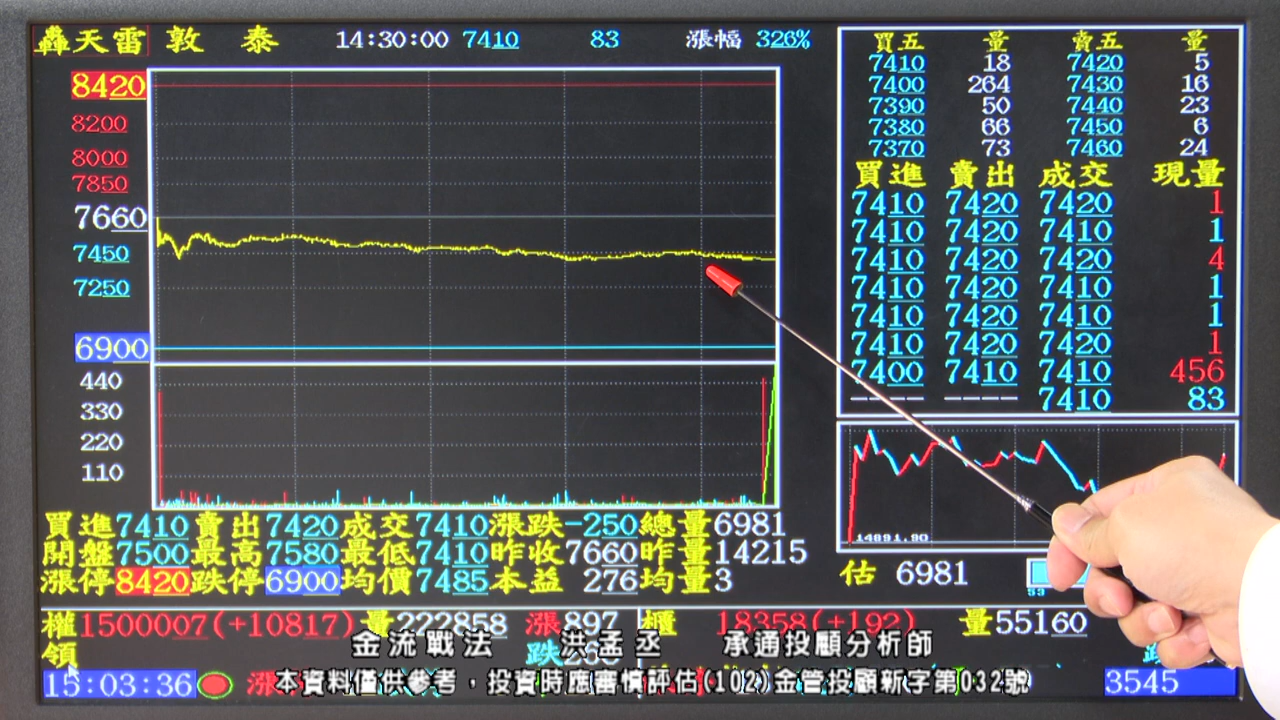 轟天雷 敦 泰 14:30:00 7410 83 漲幅 326%
8420
8200
8000
7850
7660
7450
7250
6900
440
330
220
110
買五 量 賣五 量
7410 18 7420 5
7400 264 7430 16
7390 50 7440 23
7380 66 7450 6
7370 73 7460 24
買進 賣出 成交 現量
7410 7420 7420 1
7410 7420 7410 1
7410 7420 7420 4
7410 7420 7410 1
7410 7420 7410 1
7410 7420 7420 1
7400 7410 7410 456
---- ---- 7410 83
14891.90
估 6981
33
買進7410賣出7420成交7410漲跌-250總量6981
開盤7500最高7580最低7410昨收7660昨量14215
漲停8420跌停6900均價7485本益 276均量3
權1500007(+10817)量222858 漲897 櫃 18358(+192) 量55160
領 跌
金流戰法 洪孟丞 承通投顧分析師
15:03:36 漲 3545
本資料僅供參考，投資時應審慎評估(102)金管投顧新字第032號